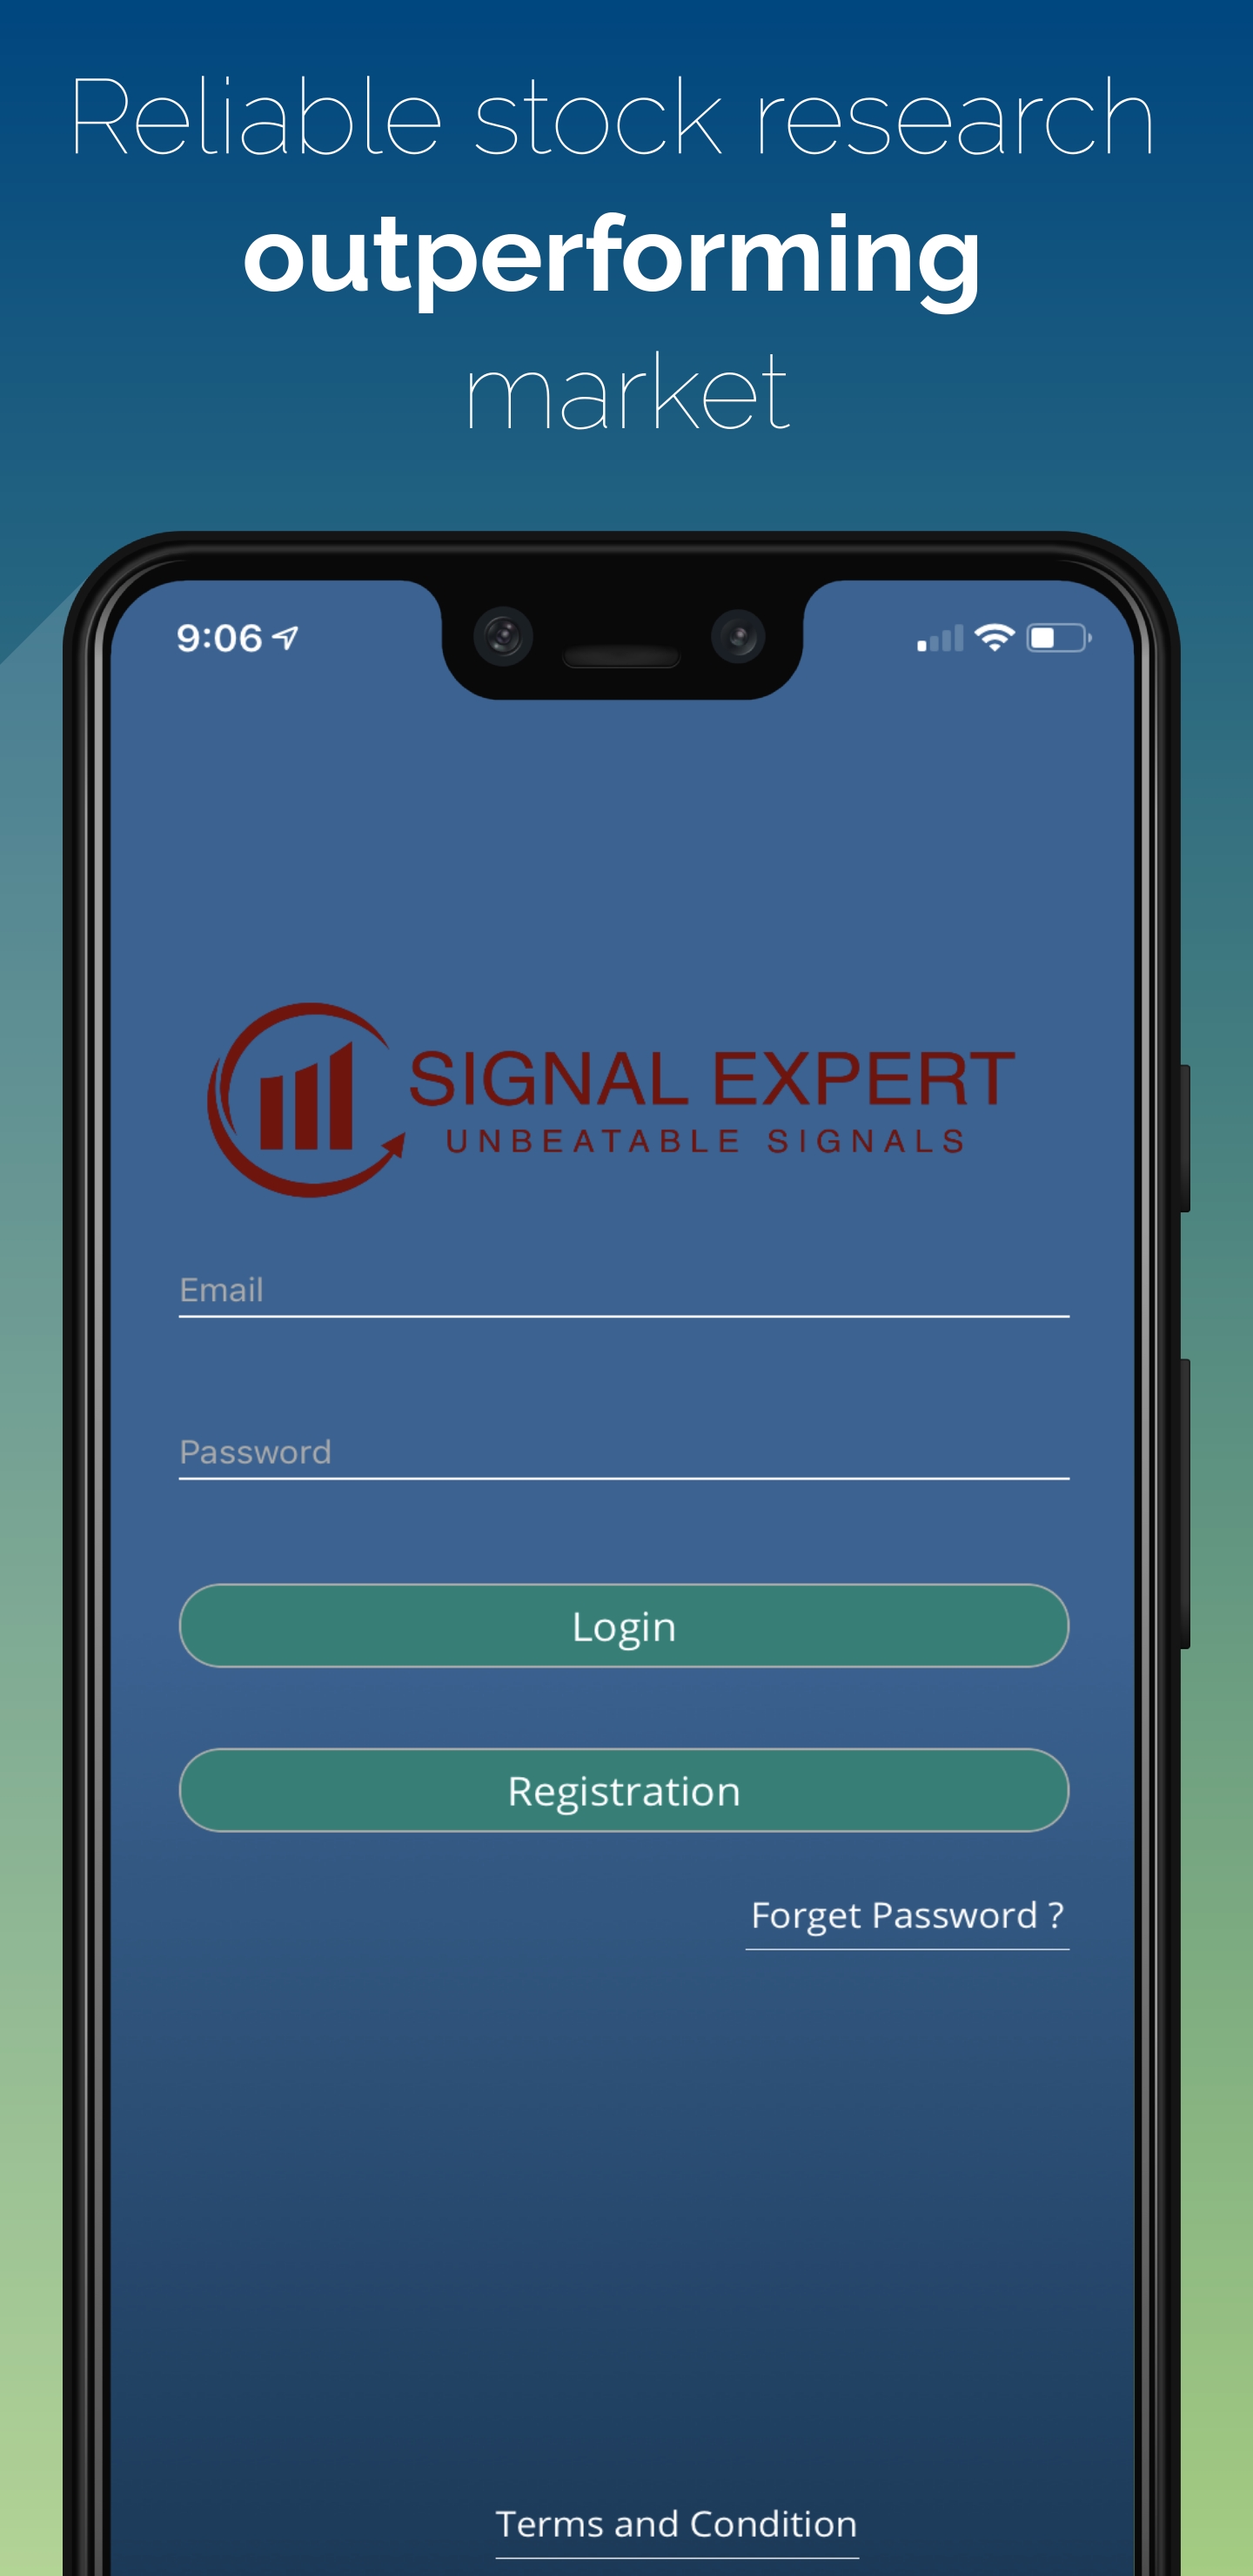 Reliable stock research
outperforming
market
9:06
SIGNAL EXPERT
UNBEATABLE SIGNALS
Email
Password
Login
Registration
Forget Password ?
Terms and Condition